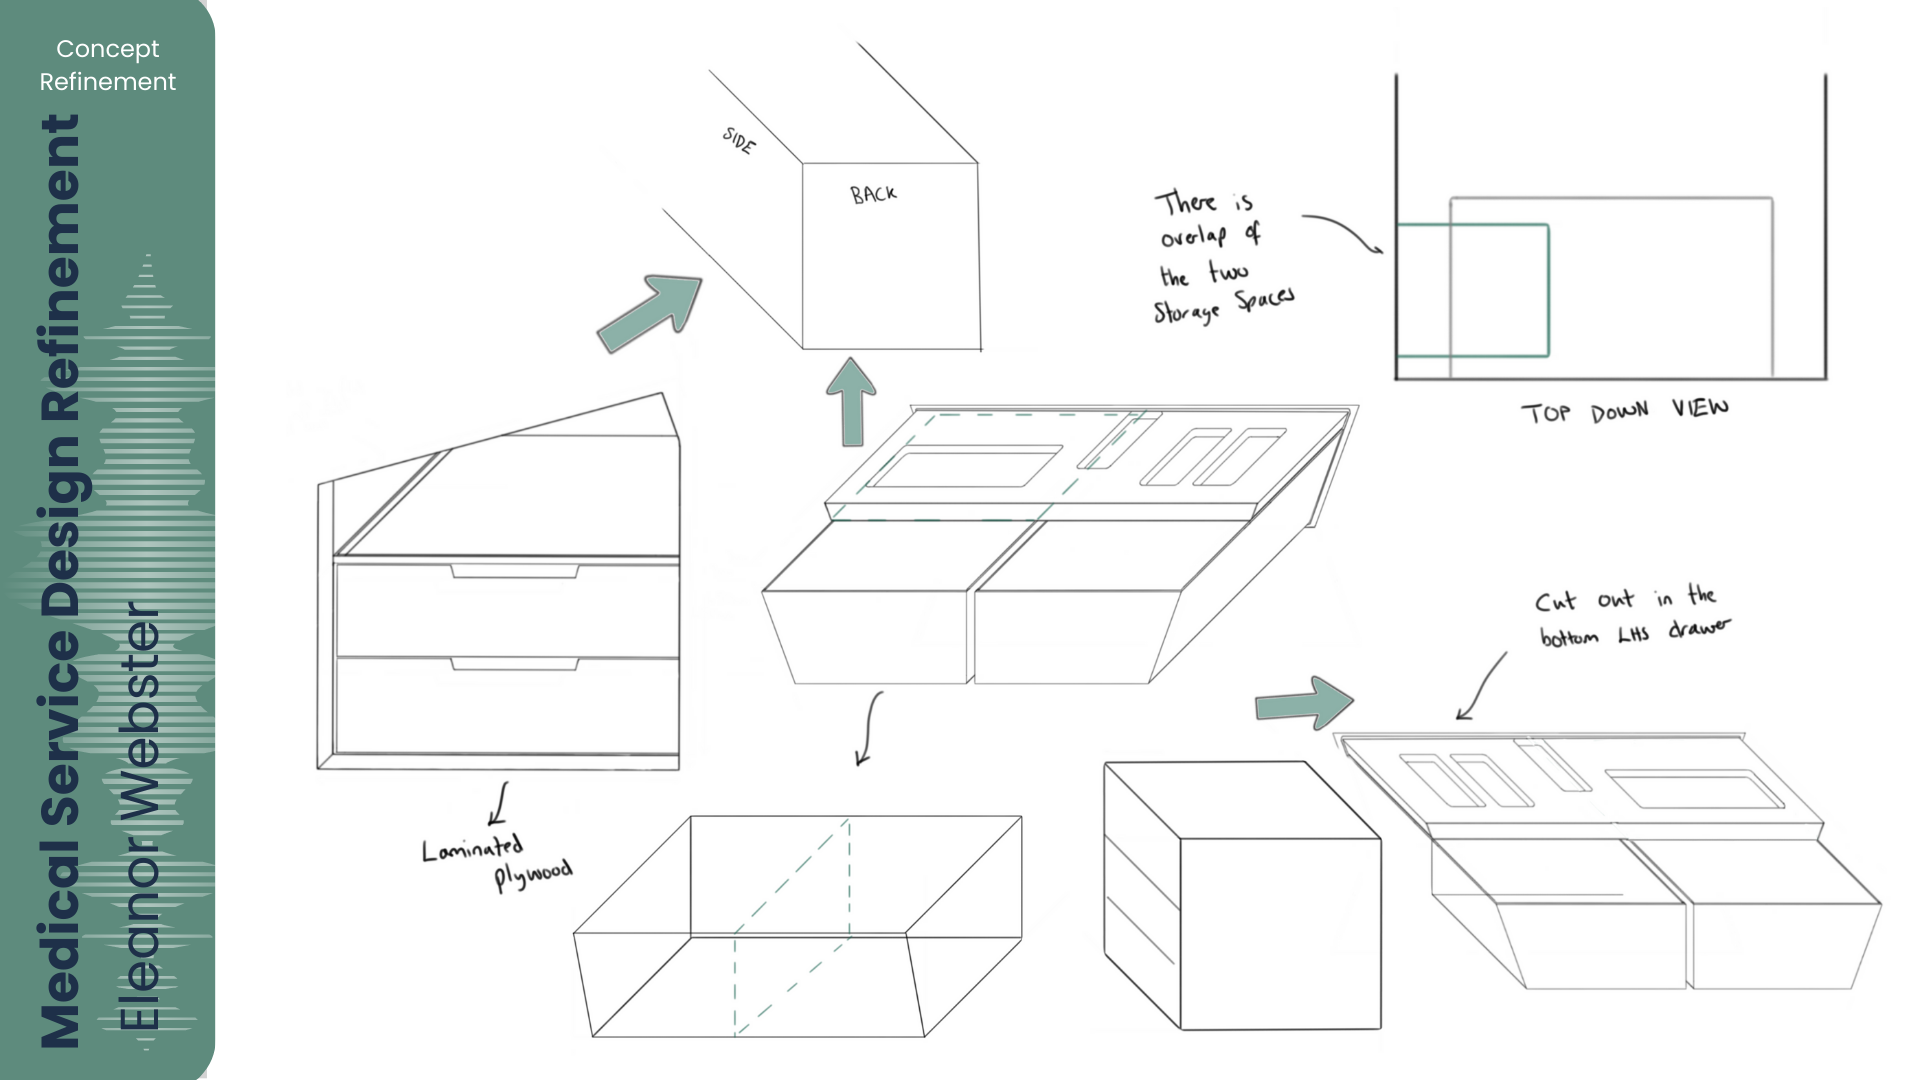 Concept
Refinement
Medical Service Design Refinement
Eleanor Webster
SIDE
BACK
There is
overlap of
the two
Storage Spaces
TOP DOWN VIEW
Laminated
plywood
Cut out in the
bottom LHS drawer